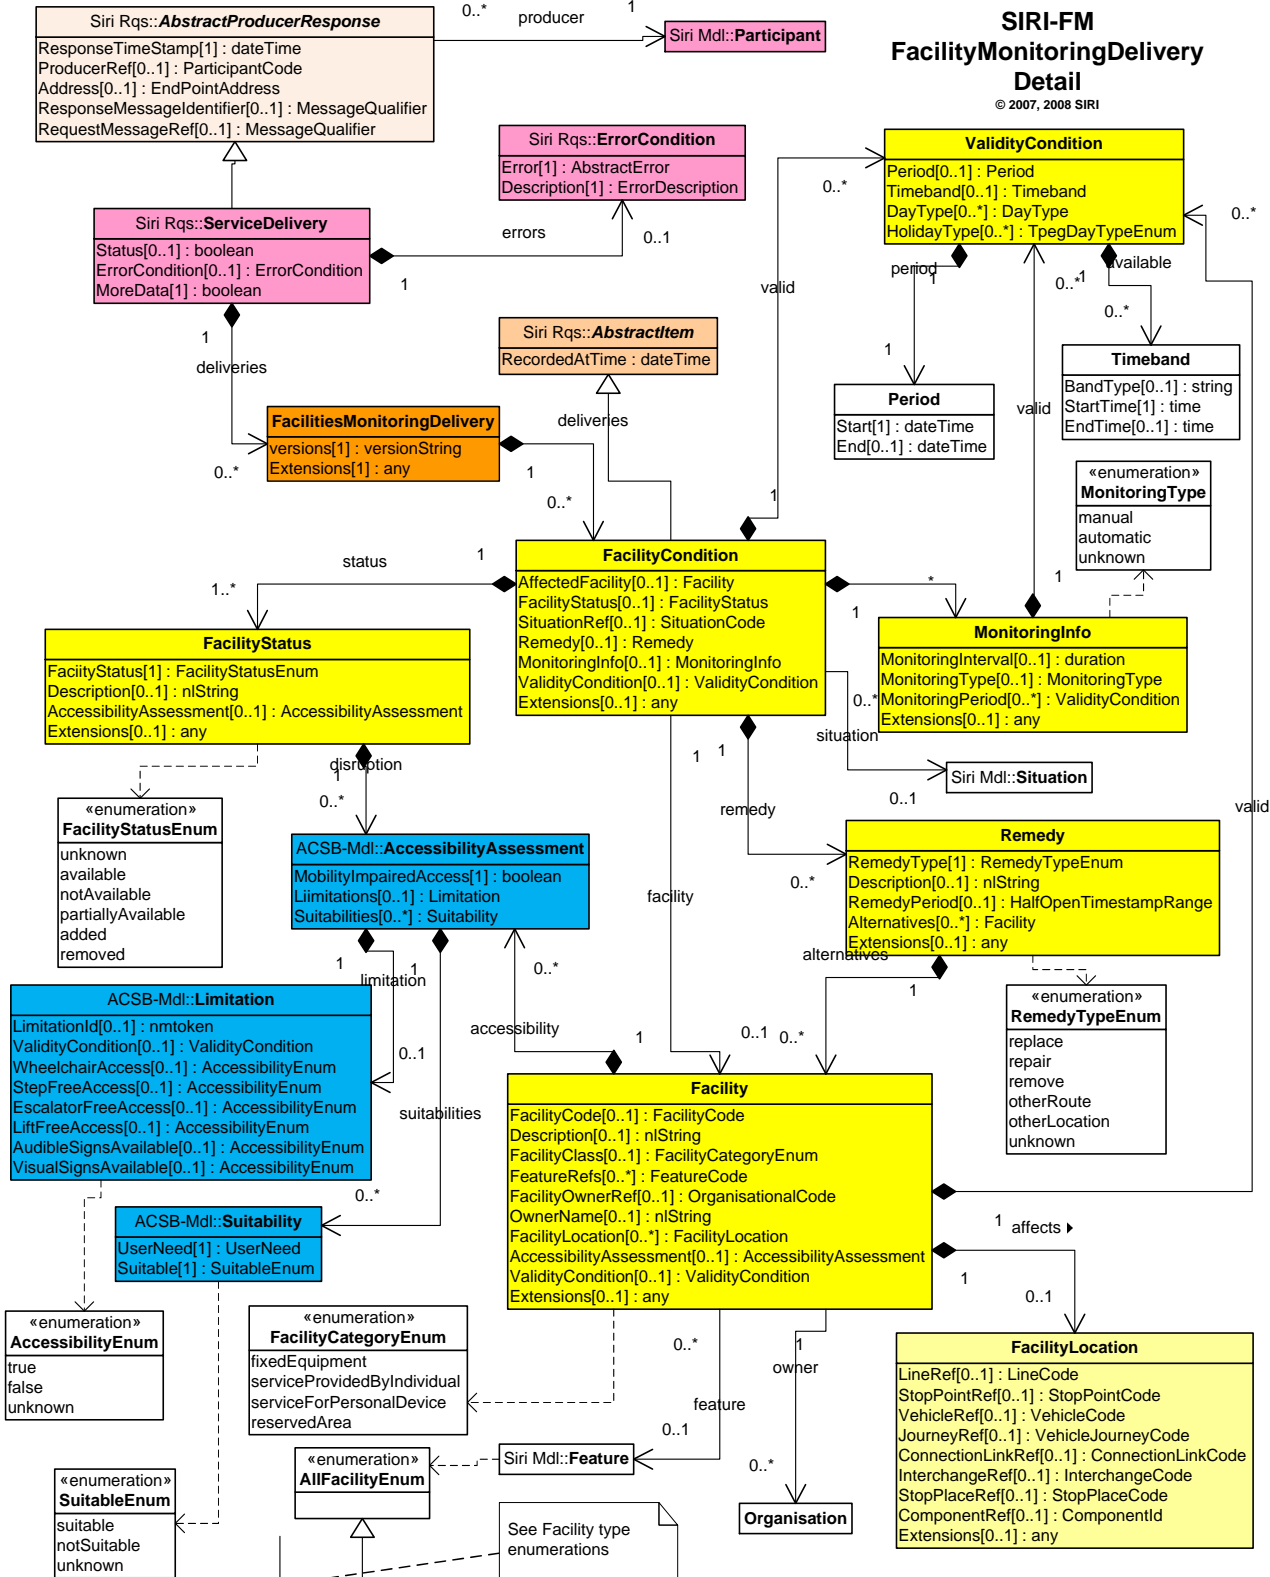 SIRI-FM
FacilityMonitoringDelivery
Detail
© 2007, 2008 SIRI
Siri Rqs::AbstractProducerResponse
ResponseTimeStamp[1] : dateTime
ProducerRef[0..1] : ParticipantCode
Address[0..1] : EndPointAddress
ResponseMessageIdentifier[0..1] : MessageQualifier
RequestMessageRef[0..1] : MessageQualifier
0..*
producer
1
Siri Mdl::Participant
Siri Rqs::ErrorCondition
Error[1] : AbstractError
Description[1] : ErrorDescription
ValidityCondition
Period[0..1] : Period
Timeband[0..1] : Timeband
DayType[0..*] : DayType
HolidayType[0..*] : TpegDayTypeEnum
0..*
0..*
Siri Rqs::ServiceDelivery
Status[0..1] : boolean
ErrorCondition[0..1] : ErrorCondition
MoreData[1] : boolean
errors
0..1
1
period
1
available
0..*
1
valid
0..*
1
deliveries
Siri Rqs::AbstractItem
RecordedAtTime : dateTime
1
Timeband
BandType[0..1] : string
StartTime[1] : time
EndTime[1] : time
Period
Start[1] : dateTime
End[0..1] : dateTime
valid
FacilitiesMonitoringDelivery
versions[1] : versionString
Extensions[1] : any
deliveries
0..*
1
0..*
1
«enumeration»
MonitoringType
manual
automatic
unknown
status
1
1..*
FacilityCondition
AffectedFacility[0..1] : Facility
FacilityStatus[0..1] : FacilityStatus
SituationRef[0..1] : SituationCode
Remedy[0..1] : Remedy
MonitoringInfo[0..1] : MonitoringInfo
ValidityCondition[0..1] : ValidityCondition
Extensions[0..1] : any
*
1
1
MonitoringInfo
MonitoringInterval[0..1] : duration
MonitoringType[0..1] : MonitoringType
MonitoringPeriod[0..*] : ValidityCondition
Extensions[0..1] : any
FacilityStatus
FaciityStatus[1] : FacilityStatusEnum
Description[0..1] : nlString
AccessibilityAssessment[0..1] : AccessibilityAssessment
Extensions[0..1] : any
0..*
situation
1
1
disruption
1
0..*
Siri Mdl::Situation
0..1
remedy
valid
«enumeration»
FacilityStatusEnum
unknown
available
notAvailable
partiallyAvailable
added
removed
ACSB-Mdl::AccessibilityAssessment
MobilityImpairedAccess[1] : boolean
Liimitations[0..1] : Limitation
Suitabilities[0..*] : Suitability
Remedy
RemedyType[1] : RemedyTypeEnum
Description[0..1] : nlString
RemedyPeriod[0..1] : HalfOpenTimestampRange
Alternatives[0..*] : Facility
Extensions[0..1] : any
0..*
facility
alternatives
1
1
1
limitation
0..*
ACSB-Mdl::Limitation
LimitationId[0..1] : nmtoken
ValidityCondition[0..1] : ValidityCondition
WheelchairAccess[0..1] : AccessibilityEnum
StepFreeAccess[0..1] : AccessibilityEnum
EscalatorFreeAccess[0..1] : AccessibilityEnum
LiftFreeAccess[0..1] : AccessibilityEnum
AudibleSignsAvailable[0..1] : AccessibilityEnum
VisualSignsAvailable[0..1] : AccessibilityEnum
accessibility
1
0..1
0..*
0..1
suitabilities
«enumeration»
RemedyTypeEnum
replace
repair
remove
otherRoute
otherLocation
unknown
Facility
FacilityCode[0..1] : FacilityCode
Description[0..1] : nlString
FacilityClass[0..1] : FacilityCategoryEnum
FeatureRefs[0..*] : FeatureCode
FacilityOwnerRef[0..1] : OrganisationalCode
OwnerName[0..1] : nlString
FacilityLocation[0..*] : FacilityLocation
AccessibilityAssessment[0..1] : AccessibilityAssessment
ValidityCondition[0..1] : ValidityCondition
Extensions[0..1] : any
0..*
ACSB-Mdl::Suitability
UserNeed[1] : UserNeed
Suitable[1] : SuitableEnum
1
affects
1
0..1
«enumeration»
AccessibilityEnum
true
false
unknown
«enumeration»
FacilityCategoryEnum
fixedEquipment
serviceProvidedByIndividual
serviceForPersonalDevice
reservedArea
0..*
1
owner
feature
0..1
0..*
FacilityLocation
LineRef[0..1] : LineCode
StopPointRef[0..1] : StopPointCode
VehicleRef[0..1] : VehicleCode
JourneyRef[0..1] : VehicleJourneyCode
ConnectionLinkRef[0..1] : ConnectionLinkCode
InterchangeRef[0..1] : InterchangeCode
StopPlaceRef[0..1] : StopPlaceCode
ComponentRef[0..1] : ComponentId
Extensions[0..1] : any
«enumeration»
AllFacilityEnum
Siri Mdl::Feature
«enumeration»
SuitableEnum
suitable
notSuitable
unknown
See Facility type
enumerations
Organisation